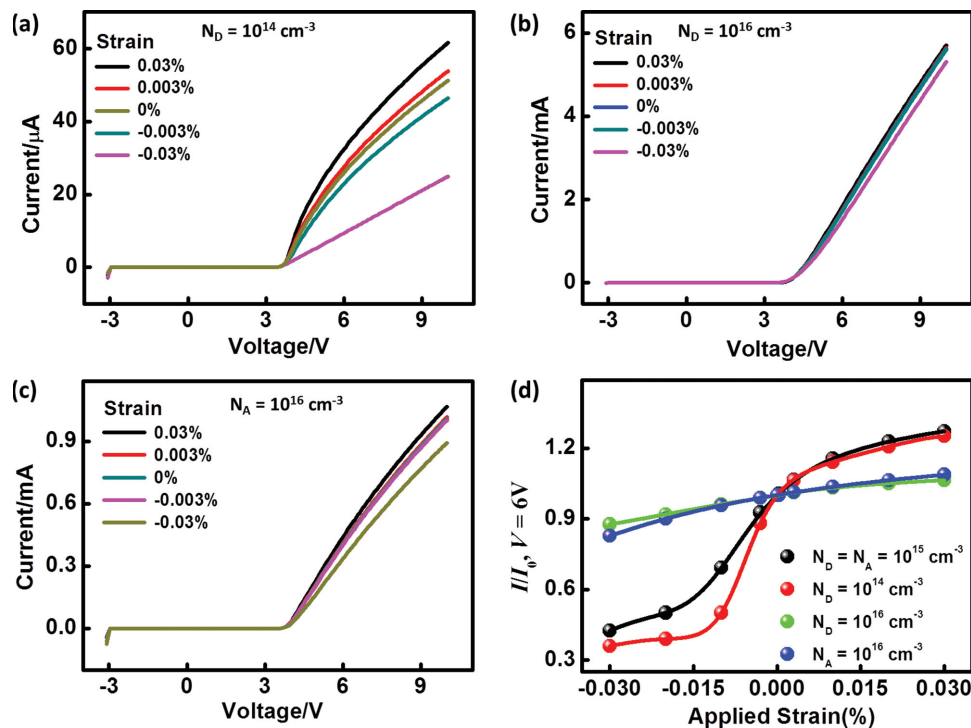 (a)
N_D = 10^14 cm^-3
Strain
0.03%
0.003%
0%
-0.003%
-0.03%
60
40
20
0
Current/μA
-3 0 3 6 9
Voltage/V
(b)
N_D = 10^16 cm^-3
Strain
0.03%
0.003%
0%
-0.003%
-0.03%
6
4
2
0
Current/mA
-3 0 3 6 9
Voltage/V
(c)
N_A = 10^16 cm^-3
Strain
0.03%
0.003%
0%
-0.003%
-0.03%
0.9
0.6
0.3
0.0
Current/mA
-3 0 3 6 9
Voltage/V
(d)
1.2
0.9
0.6
0.3
I/I_0, V = 6V
N_D = N_A = 10^15 cm^-3
N_D = 10^14 cm^-3
N_D = 10^16 cm^-3
N_A = 10^16 cm^-3
-0.030 -0.015 0.000 0.015 0.030
Applied Strain(%)